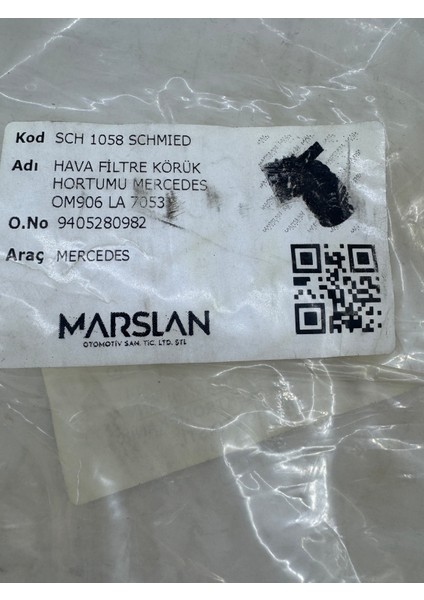 Kod SCH 1058 SCHMIED
Adı HAVA FİLTRE KÖRÜK
HORTUMU MERCEDES
OM906 LA 7053
O.No 9405280982
Araç MERCEDES
MARSLAN
OTOMOTİV SAN. TİC. LTD. ŞTİ.